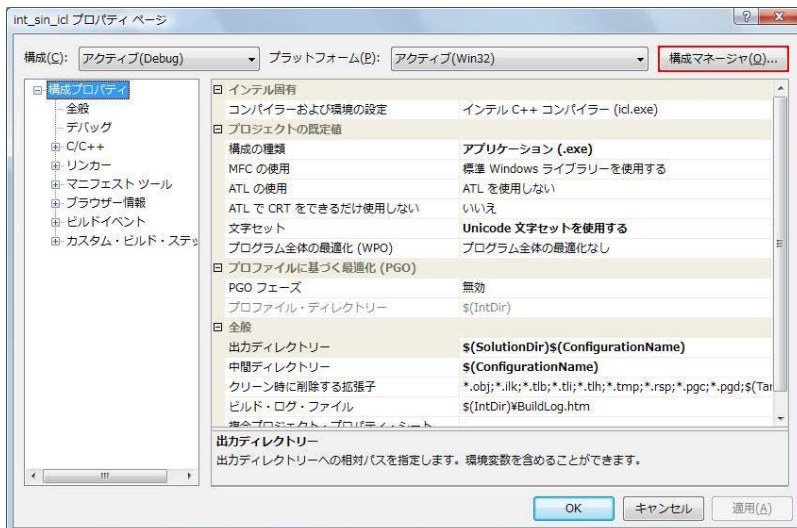 int_sin_icl プロパティ ページ
構成(C): アクティブ(Debug) プラットフォーム(P): アクティブ(Win32) 構成マネージャ(O)...
構成プロパティ
全般
デバッグ
C/C++
リンカー
マニフェスト ツール
ブラウザー情報
ビルドイベント
カスタム・ビルド・ステッ
インテル固有
コンパイラーおよび環境の設定 インテル C++ コンパイラー (icl.exe)
プロジェクトの既定値
構成の種類 アプリケーション (.exe)
MFC の使用 標準 Windows ライブラリーを使用する
ATL の使用 ATL を使用しない
ATL で CRT をできるだけ使用しない いいえ
文字セット Unicode 文字セットを使用する
プログラム全体の最適化 (WPO) プログラム全体の最適化なし
プロファイルに基づく最適化 (PGO)
PGO フェーズ 無効
プロファイル・ディレクトリー $(IntDir)
全般
出力ディレクトリー $(SolutionDir)$(ConfigurationName)
中間ディレクトリー $(ConfigurationName)
クリーン時に削除する拡張子 *.obj;*.ilk;*.tlb;*.tli;*.tlh;*.tmp;*.rsp;*.pgc;*.pgd;$(Tar
ビルド・ログ・ファイル $(IntDir)¥BuildLog.htm
複合プロジェクト・プロパティ・シート
出力ディレクトリー
出力ディレクトリーへの相対パスを指定します。環境変数を含めることができます。
OK キャンセル 適用(A)